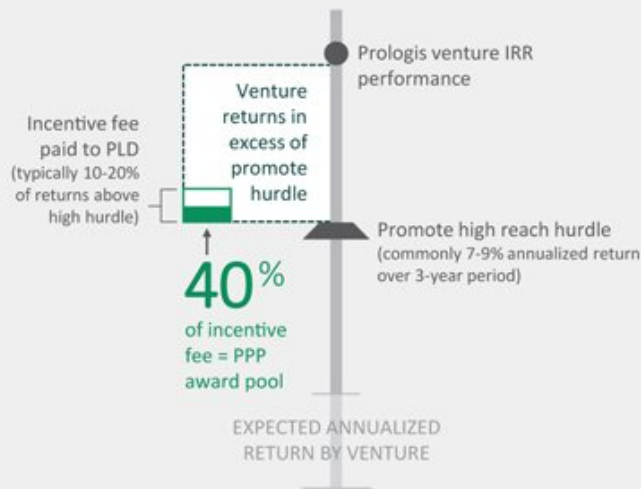 Prologis venture IRR
performance
Venture
returns in
excess of
promote
hurdle
Incentive fee
paid to PLD
(typically 10-20%
of returns above
high hurdle)
Promote high reach hurdle
(commonly 7-9% annualized return
over 3-year period)
40%
of incentive
fee = PPP
award pool
EXPECTED ANNUALIZED
RETURN BY VENTURE